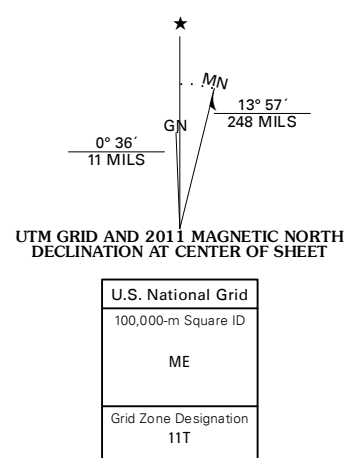 ★
MN
GN
13° 57´
248 MILS
0° 36´
11 MILS
UTM GRID AND 2011 MAGNETIC NORTH
DECLINATION AT CENTER OF SHEET
U.S. National Grid
100,000-m Square ID
ME
Grid Zone Designation
11T